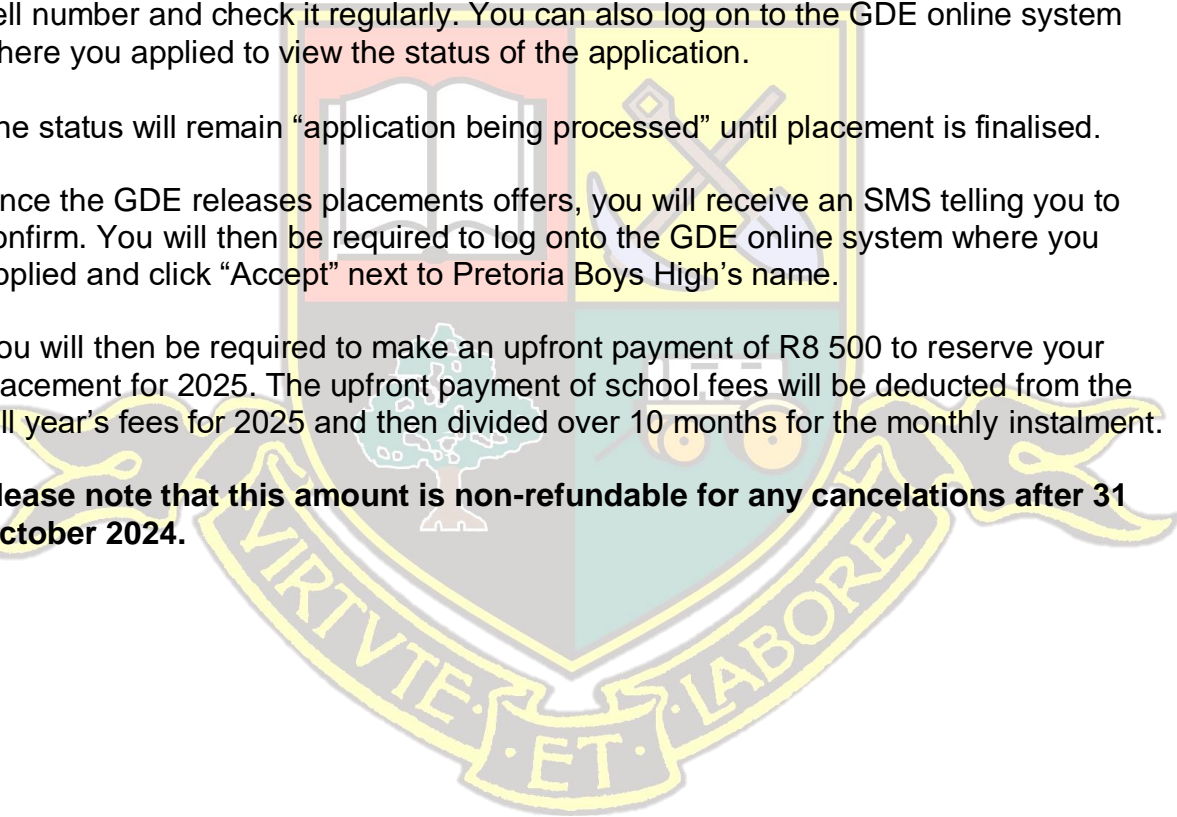 ell number and check it regularly. You can also log on to the GDE online system
here you applied to view the status of the application.
he status will remain “application being processed” until placement is finalised.
nce the GDE releases placements offers, you will receive an SMS telling you to
onfirm. You will then be required to log onto the GDE online system where you
pplied and click “Accept” next to Pretoria Boys High’s name.
ou will then be required to make an upfront payment of R8 500 to reserve your
lacement for 2025. The upfront payment of school fees will be deducted from the
ll year’s fees for 2025 and then divided over 10 months for the monthly instalment.
lease note that this amount is non-refundable for any cancelations after 31
ctober 2024.
VIRTVTE · ET · LABORE